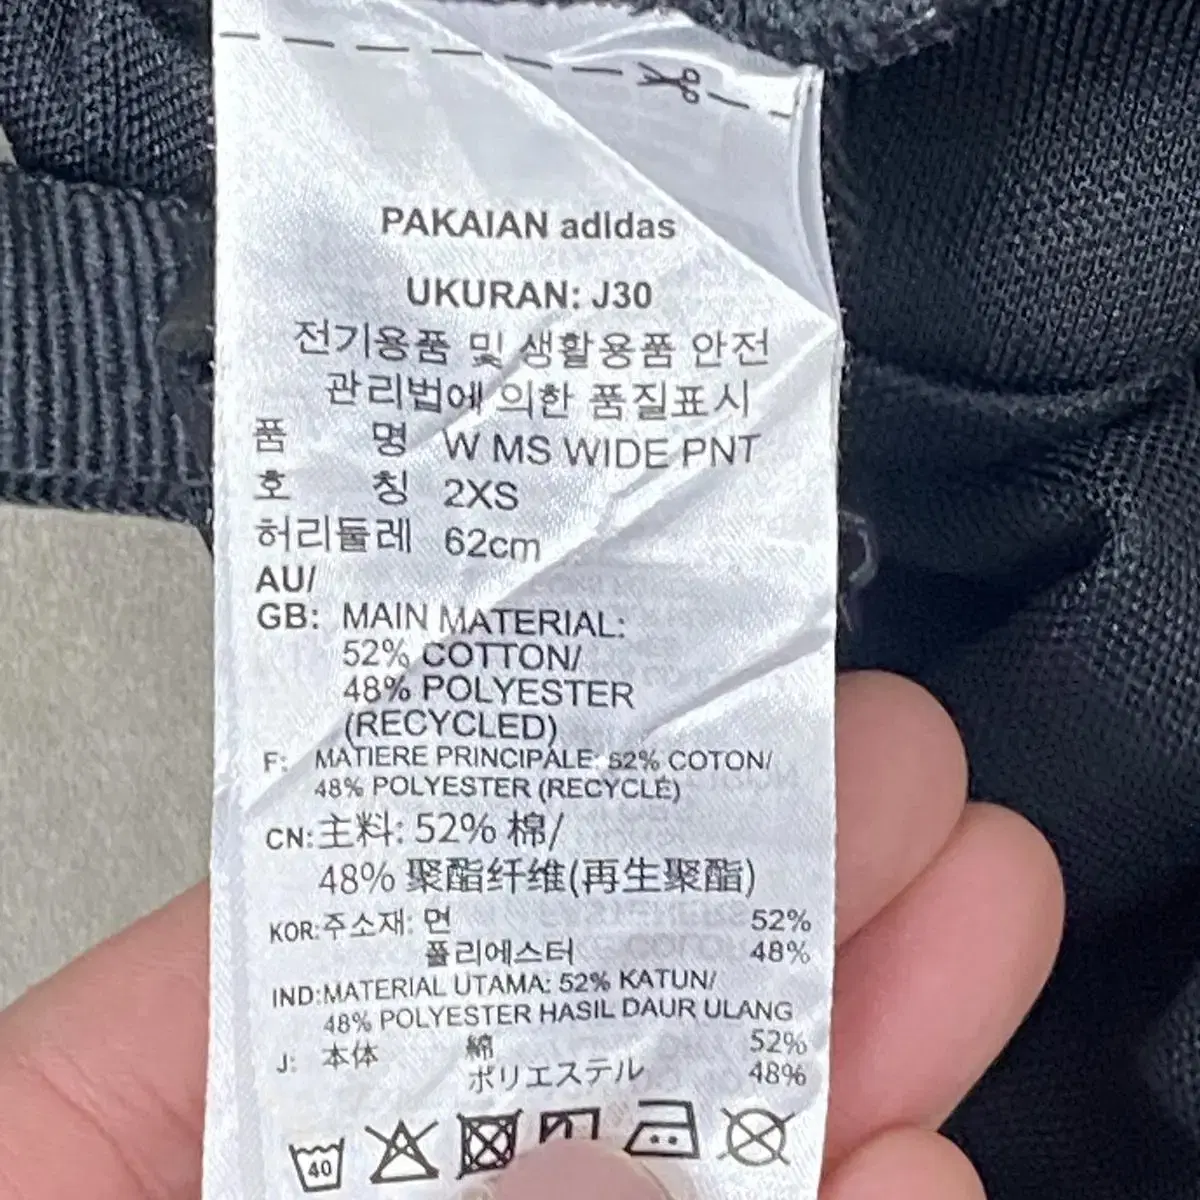 PAKAIAN adidas
UKURAN: J30
전기용품 및 생활용품 안전
관리법에 의한 품질표시
품 명 W MS WIDE PNT
호 칭 2XS
허리둘레 62cm
AU/
GB: MAIN MATERIAL:
52% COTTON/
48% POLYESTER
(RECYCLED)
F: MATIERE PRINCIPALE: 52% COTON/
48% POLYESTER (RECYCLÉ)
CN: 主料: 52% 棉/
48% 聚酯纤维(再生聚酯)
KOR: 주소재: 면 52%
폴리에스터 48%
IND: MATERIAL UTAMA: 52% KATUN/
48% POLYESTER HASIL DAUR ULANG
J: 本体 綿 52%
ポリエステル 48%
40